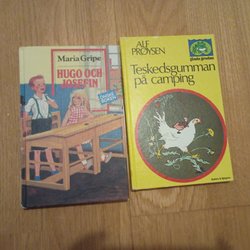 Maria Gripe
HUGO OCH
JOSEFIN
ALF
PRØYSEN
Teskedsgumman
på camping